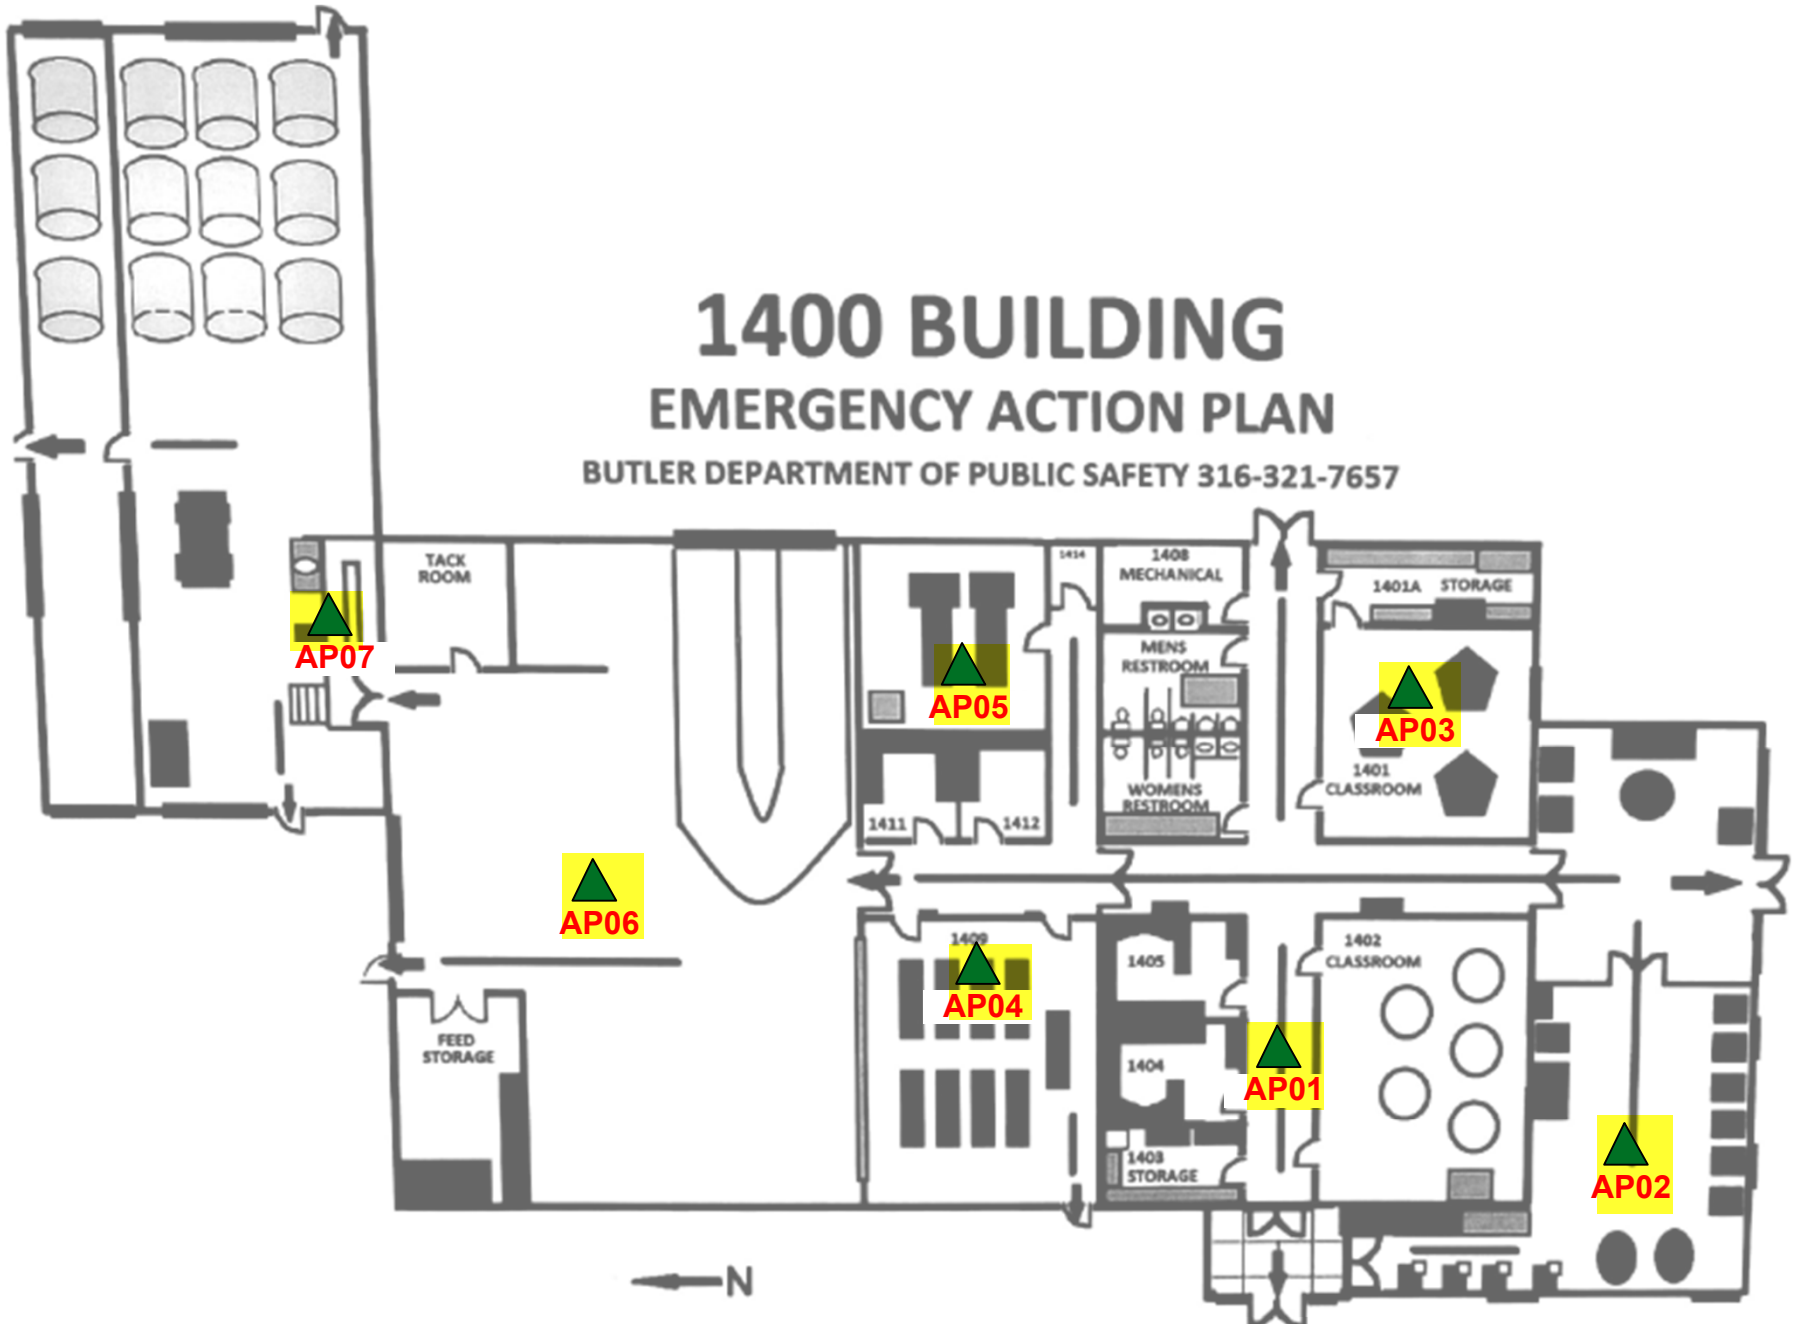 1400 BUILDING
EMERGENCY ACTION PLAN
BUTLER DEPARTMENT OF PUBLIC SAFETY 316-321-7657
TACK
ROOM
1414
1408
MECHANICAL
1401A
STORAGE
AP07
MENS
RESTROOM
AP05
AP03
1401
CLASSROOM
WOMENS
RESTROOM
1411
1412
AP06
1409
1405
1402
CLASSROOM
AP04
FEED
STORAGE
1404
AP01
1403
STORAGE
AP02
N